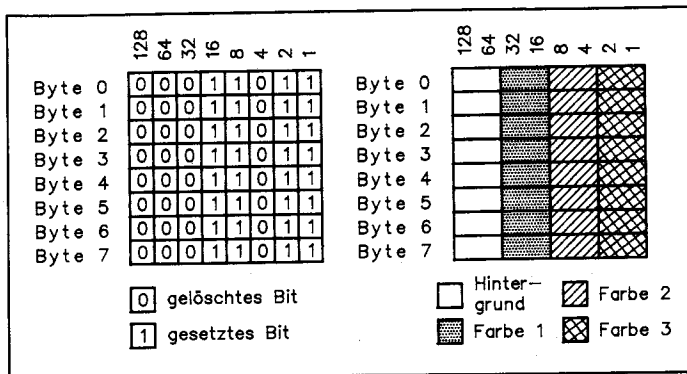 128 64 32 16 8 4 2 1
Byte 0 0 0 0 1 1 0 1 1
Byte 1 0 0 0 1 1 0 1 1
Byte 2 0 0 0 1 1 0 1 1
Byte 3 0 0 0 1 1 0 1 1
Byte 4 0 0 0 1 1 0 1 1
Byte 5 0 0 0 1 1 0 1 1
Byte 6 0 0 0 1 1 0 1 1
Byte 7 0 0 0 1 1 0 1 1
0 gelöschtes Bit
1 gesetztes Bit
128 64 32 16 8 4 2 1
Byte 0
Byte 1
Byte 2
Byte 3
Byte 4
Byte 5
Byte 6
Byte 7
Hinter-
grund
Farbe 1
Farbe 2
Farbe 3